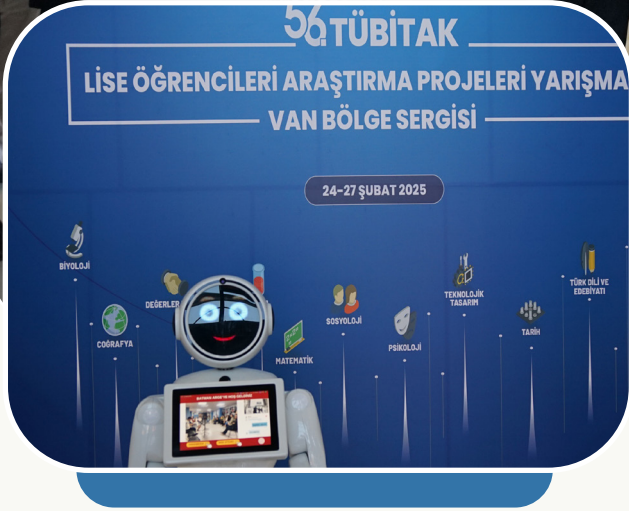 56. TÜBİTAK
LİSE ÖĞRENCİLERİ ARAŞTIRMA PROJELERİ YARIŞMA
VAN BÖLGE SERGİSİ
24-27 ŞUBAT 2025
BİYOLOJİ
COĞRAFYA
DEĞERLER
MATEMATİK
SOSYOLOJİ
PSİKOLOJİ
TEKNOLOJİK
TASARIM
TARİH
TÜRK DİLİ VE
EDEBİYATI